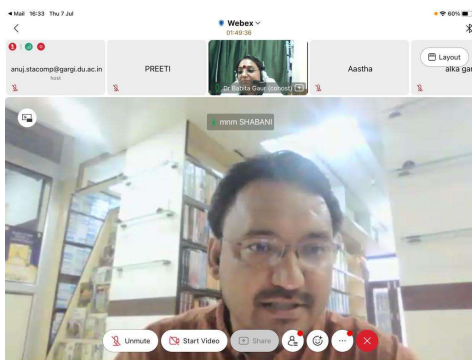 ◀ Mail 16:33 Thu 7 Jul
60%
Webex
01:49:36
Layout
anuj.stacomp@gargi.du.ac.in
host
PREETI
Dr Babita Gaur (cohost)
Aastha
alka gar
mnm SHABANI
Unmute
Start Video
Share